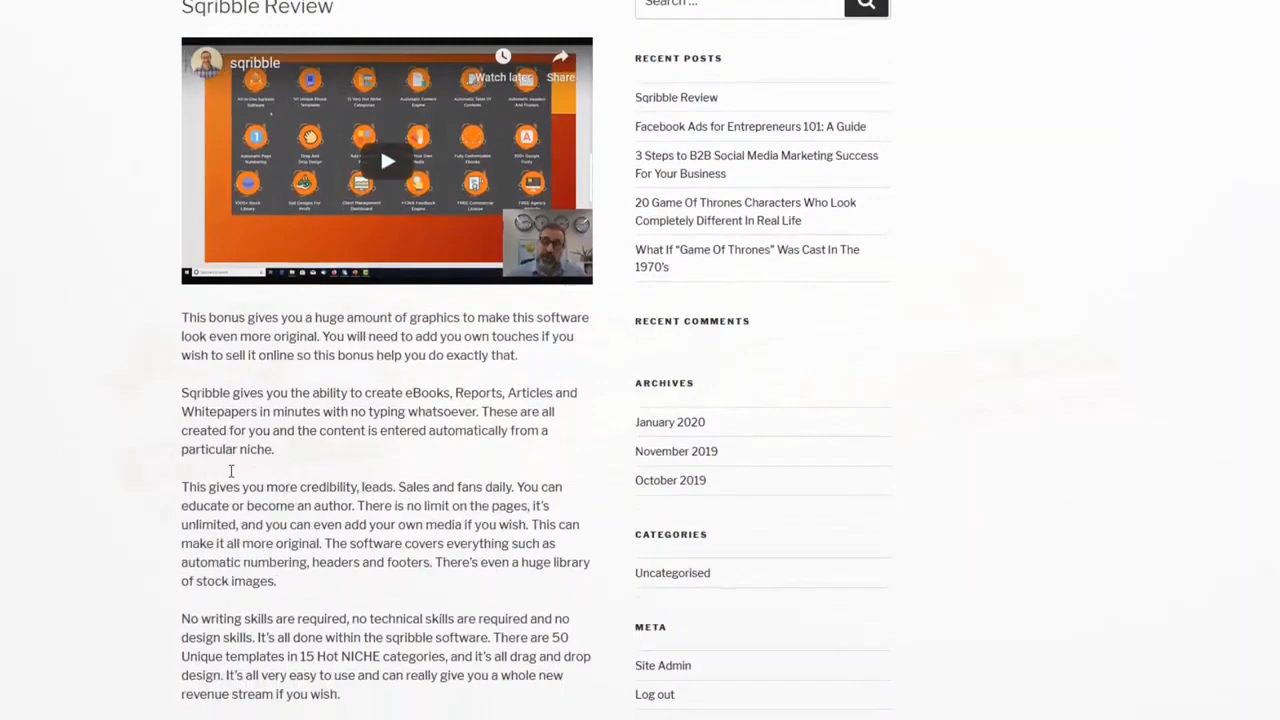 Sqribble Review
Search …
sqribble
Watch later
Share
This bonus gives you a huge amount of graphics to make this software
look even more original. You will need to add you own touches if you
wish to sell it online so this bonus help you do exactly that.
Sqribble gives you the ability to create eBooks, Reports, Articles and
Whitepapers in minutes with no typing whatsoever. These are all
created for you and the content is entered automatically from a
particular niche.
This gives you more credibility, leads. Sales and fans daily. You can
educate or become an author. There is no limit on the pages, it's
unlimited, and you can even add your own media if you wish. This can
make it all more original. The software covers everything such as
automatic numbering, headers and footers. There's even a huge library
of stock images.
No writing skills are required, no technical skills are required and no
design skills. It's all done within the sqribble software. There are 50
Unique templates in 15 Hot NICHE categories, and it's all drag and drop
design. It's all very easy to use and can really give you a whole new
revenue stream if you wish.
RECENT POSTS
Sqribble Review
Facebook Ads for Entrepreneurs 101: A Guide
3 Steps to B2B Social Media Marketing Success
For Your Business
20 Game Of Thrones Characters Who Look
Completely Different In Real Life
What If “Game Of Thrones” Was Cast In The
1970's
RECENT COMMENTS
ARCHIVES
January 2020
November 2019
October 2019
CATEGORIES
Uncategorised
META
Site Admin
Log out